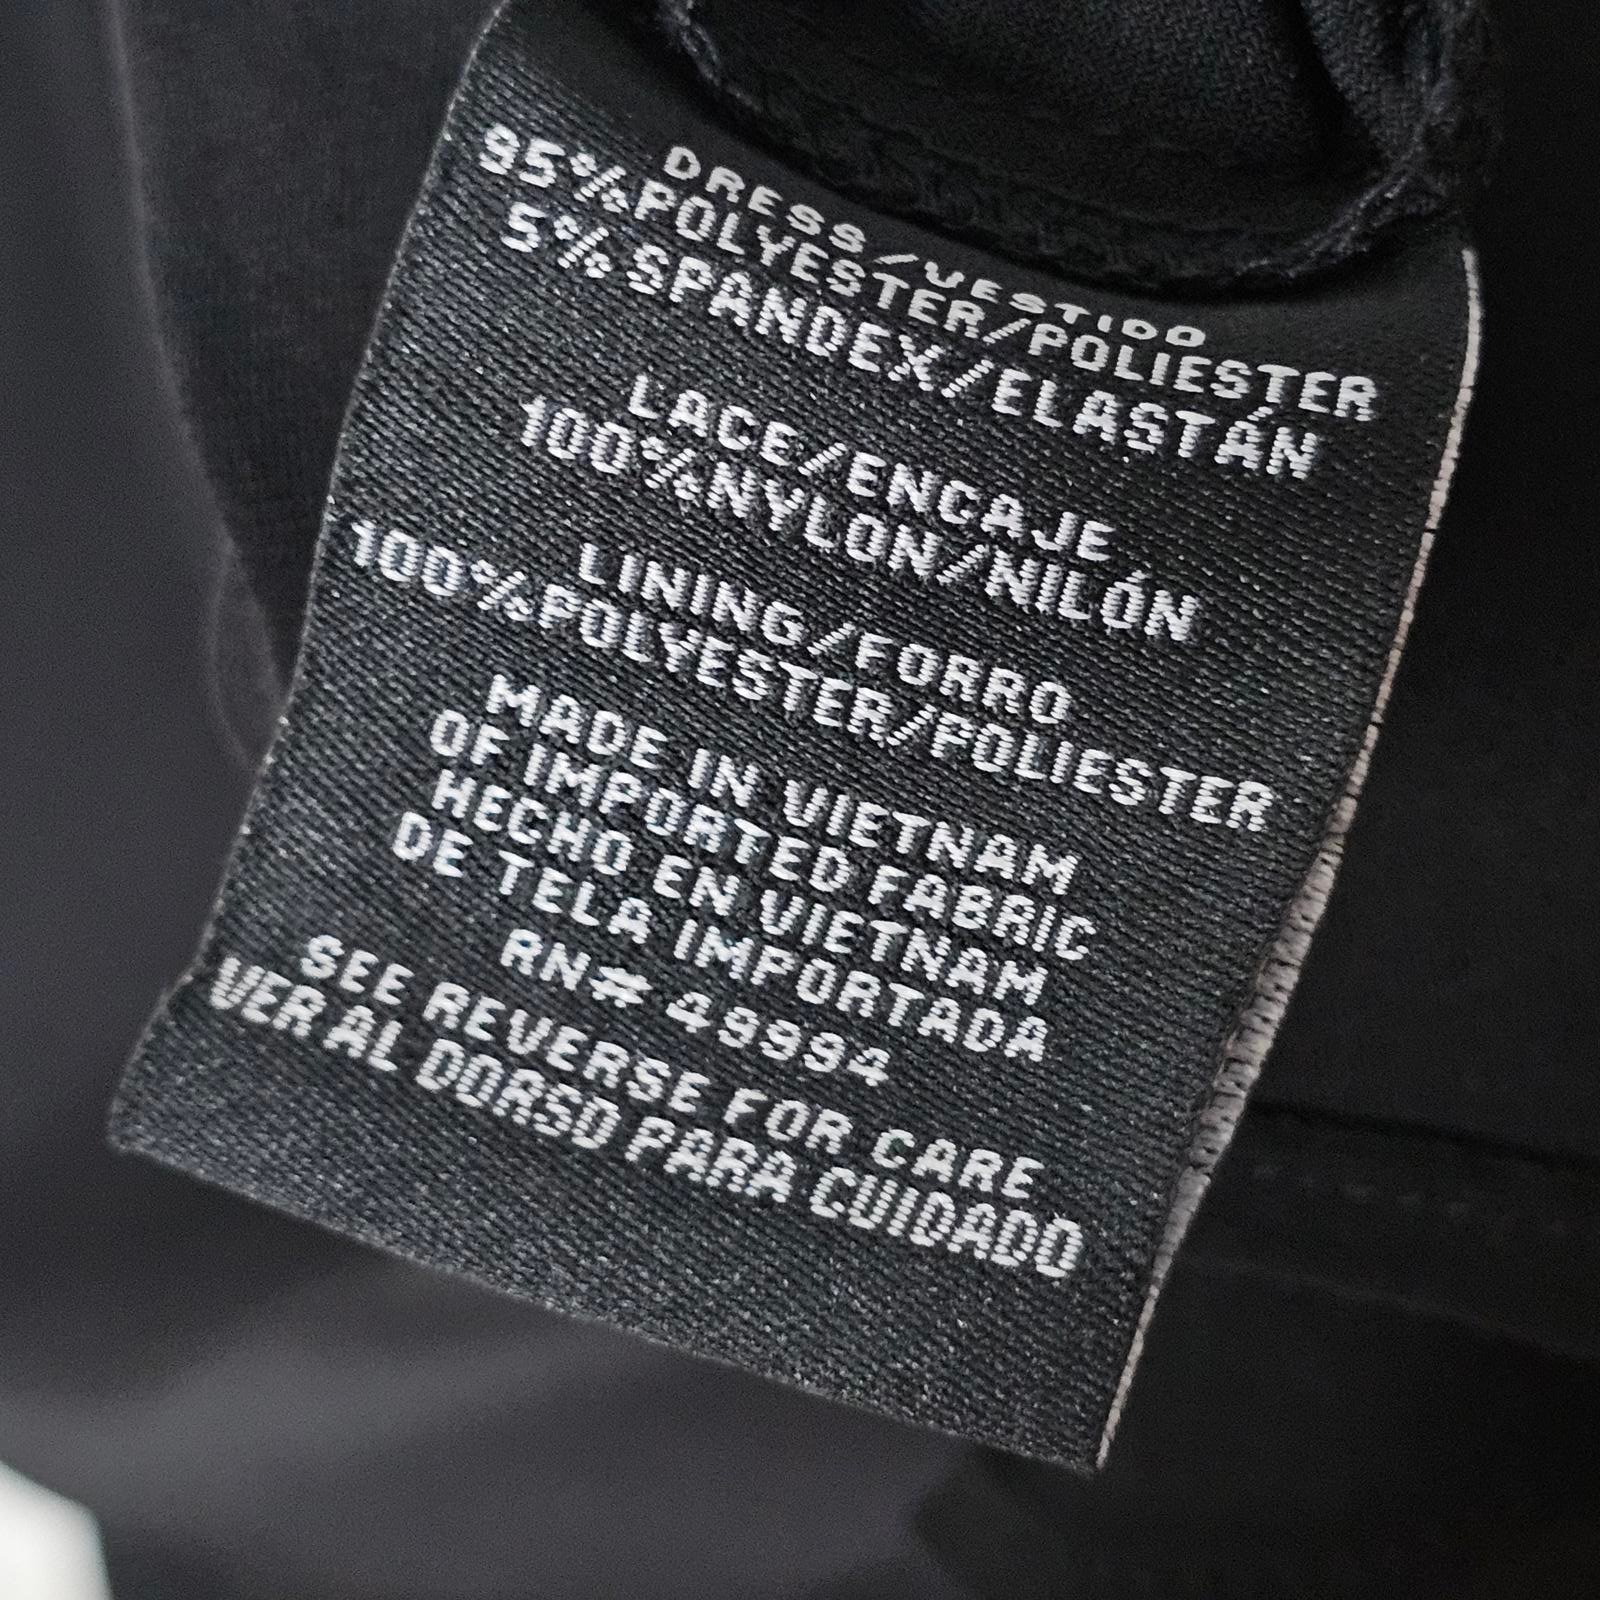 DRESS/VESTIDO
95%POLYESTER/POLIESTER
5%SPANDEX/ELASTÁN
LACE/ENCAJE
100%NYLON/NILÓN
LINING/FORRO
100%POLYESTER/POLIESTER
MADE IN VIETNAM
OF IMPORTED FABRIC
HECHO EN VIETNAM
DE TELA IMPORTADA
RN# 49994
SEE REVERSE FOR CARE
VER AL DORSO PARA CUIDADO